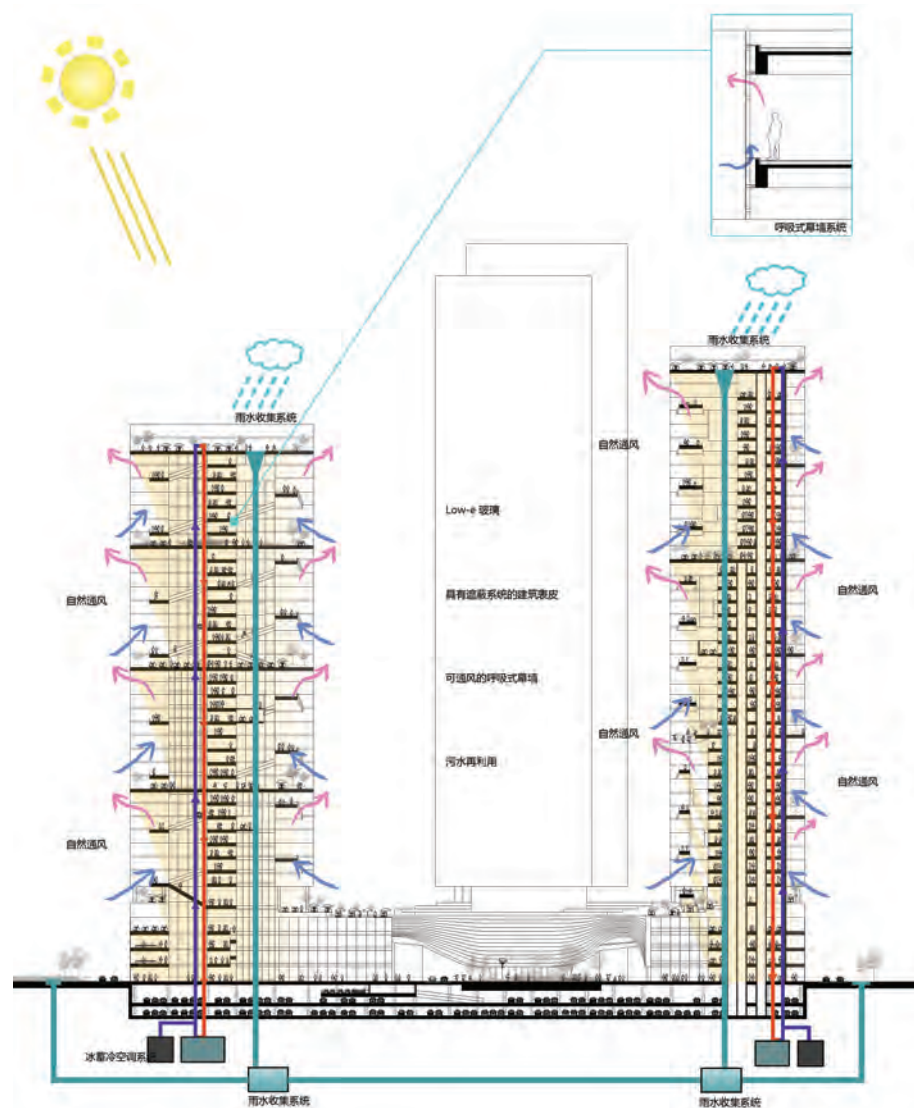 呼吸式幕墙系统
雨水收集系统
雨水收集系统
自然通风
Low-e 玻璃
自然通风
具有遮蔽系统的建筑表皮
自然通风
可通风的呼吸式幕墙
自然通风
污水再利用
自然通风
自然通风
冰蓄冷空调系统
雨水收集系统
雨水收集系统